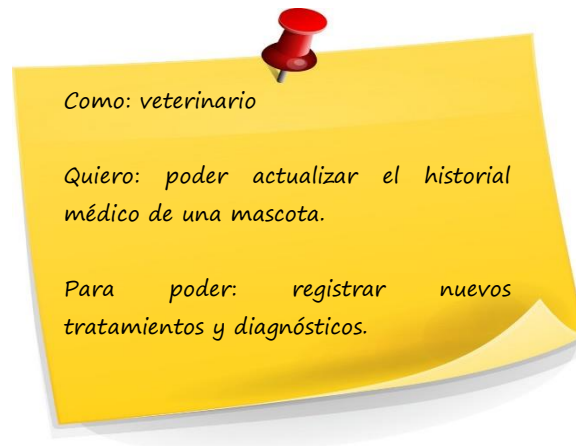 Como: veterinario
Quiero: poder actualizar el historial
médico de una mascota.
Para poder: registrar nuevos
tratamientos y diagnósticos.